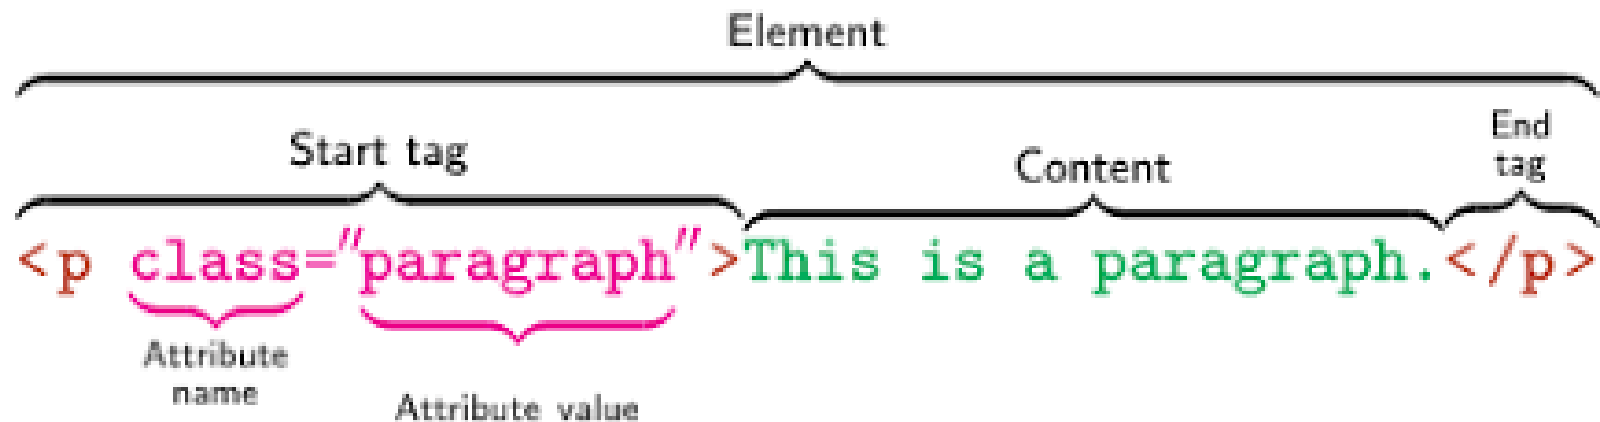 Element
Start tag
Content
End
tag
<p class="paragraph">This is a paragraph.</p>
Attribute
name
Attribute value